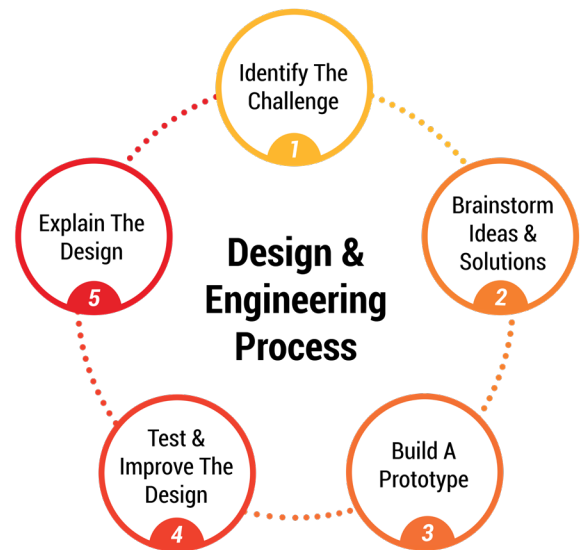 Identify The
Challenge
1
Brainstorm
Ideas &
Solutions
2
Build A
Prototype
3
Test &
Improve The
Design
4
Explain The
Design
5
Design &
Engineering
Process